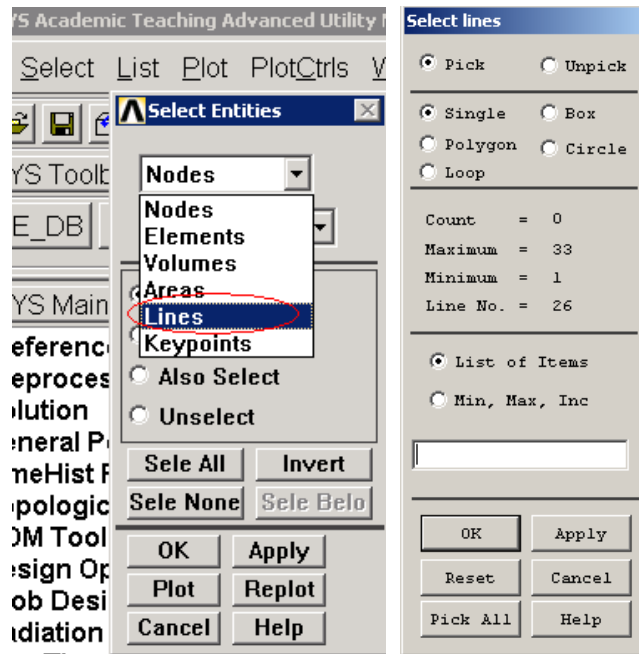 YS Academic Teaching Advanced Utility
Select List Plot PlotCtrls W
YS Toolb
E_DB
YS Main
eferenc
eproces
olution
eneral P
meHist F
opologic
OM Tool
esign Op
ob Desi
adiation
Select Entities
Nodes
Nodes
Elements
Volumes
Areas
Lines
Keypoints
Also Select
Unselect
Sele All Invert
Sele None Sele Belo
OK Apply
Plot Replot
Cancel Help
Select lines
Pick Unpick
Single Box
Polygon Circle
Loop
Count = 0
Maximum = 33
Minimum = 1
Line No. = 26
List of Items
Min, Max, Inc
OK Apply
Reset Cancel
Pick All Help